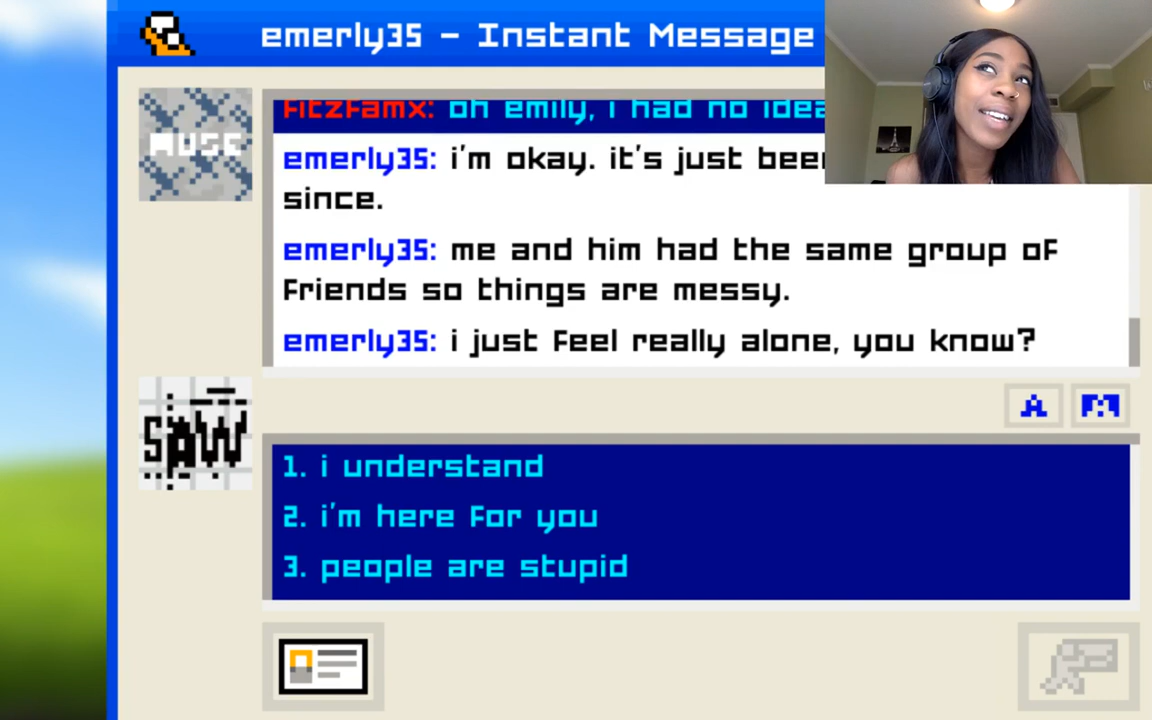 emerly35 - Instant Message
FitzFamx: oh emily, i had no idea
MUSE
emerly35: i'm okay. it's just been
since.
emerly35: me and him had the same group of
friends so things are messy.
emerly35: i just feel really alone, you know?
A
SAW
1. i understand
2. i'm here for you
3. people are stupid